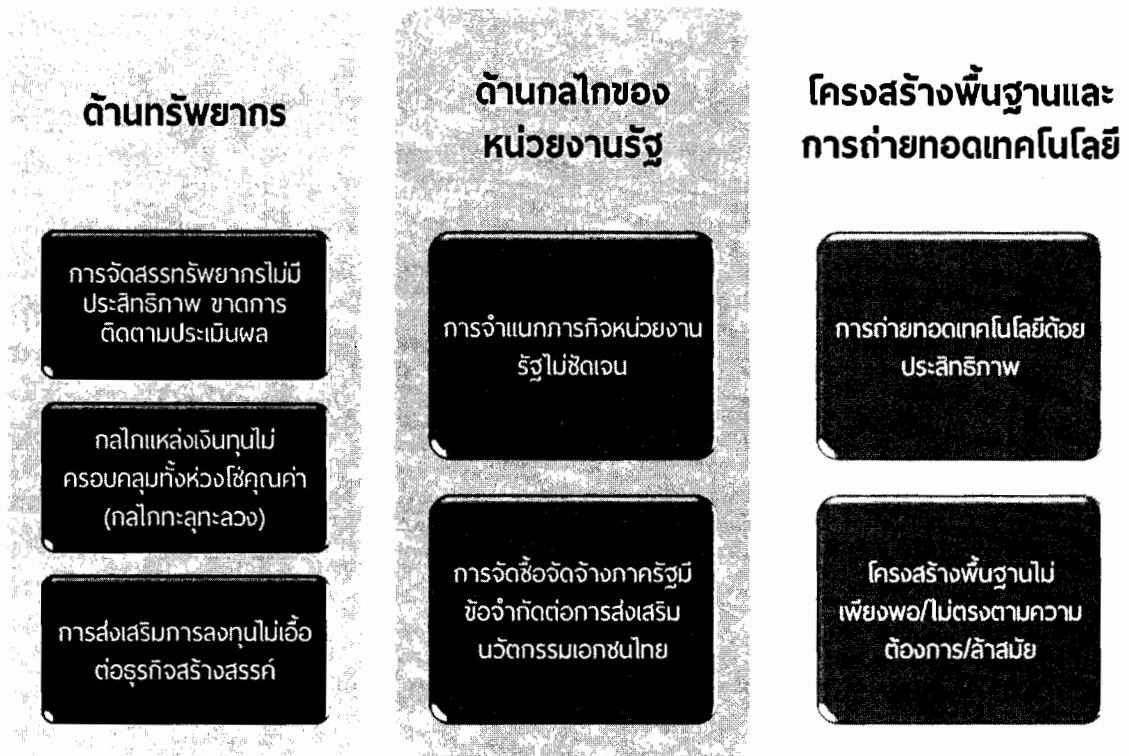 ด้านทรัพยากร
การจัดสรรทรัพยากรไม่มี
ประสิทธิภาพ ขาดการ
ติดตามประเมินผล
กลไกแหล่งเงินทุนไม่
ครอบคลุมทั้งห่วงโซ่คุณค่า
(กลไกทะลุทะลวง)
การส่งเสริมการลงทุนไม่เอื้อ
ต่อธุรกิจสร้างสรรค์
ด้านกลไกของ
หน่วยงานรัฐ
การจำแนกภารกิจหน่วยงาน
รัฐไม่ชัดเจน
การจัดซื้อจัดจ้างภาครัฐมี
ข้อจำกัดต่อการส่งเสริม
นวัตกรรมเอกชนไทย
โครงสร้างพื้นฐานและ
การถ่ายทอดเทคโนโลยี
การถ่ายทอดเทคโนโลยีด้อย
ประสิทธิภาพ
โครงสร้างพื้นฐานไม่
เพียงพอ/ไม่ตรงตามความ
ต้องการ/ล้าสมัย